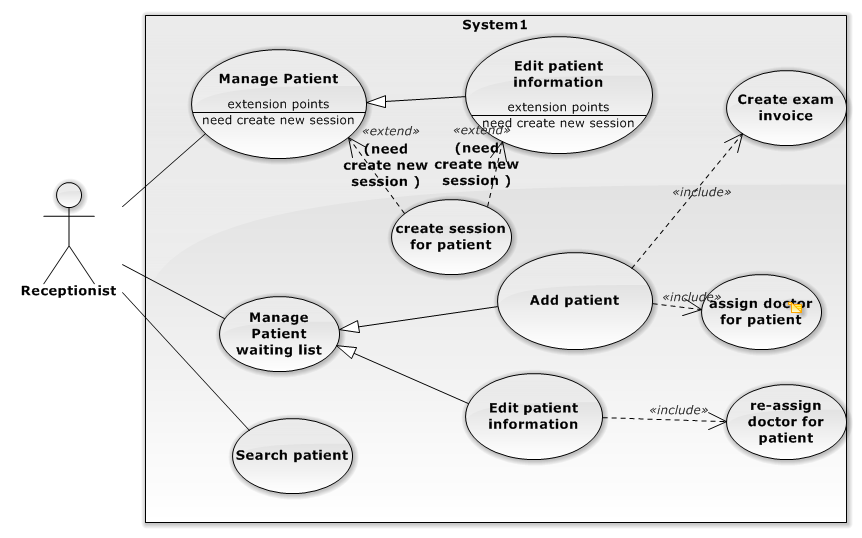 System1
Manage Patient
extension points
need create new session
Edit patient
information
extension points
need create new session
«extend»
(need
create new
session )
«extend»
(need
create new
session )
create session
for patient
Create exam
invoice
«include»
Receptionist
Add patient
«include»
assign doctor
for patient
Manage
Patient
waiting list
Edit patient
information
«include»
re-assign
doctor for
patient
Search patient